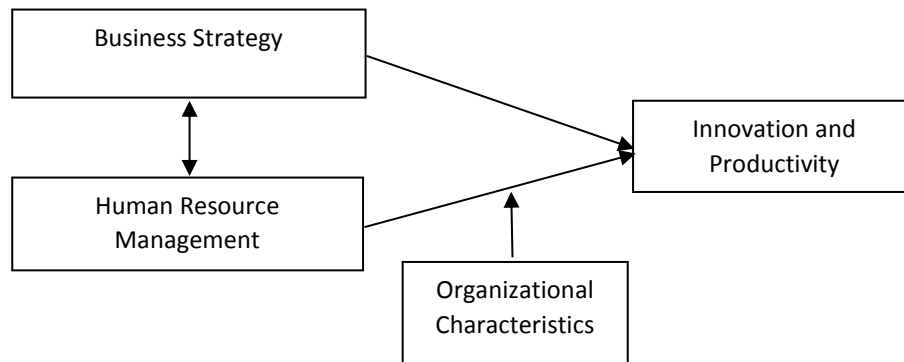 Business Strategy
Innovation and
Productivity
Human Resource
Management
Organizational
Characteristics